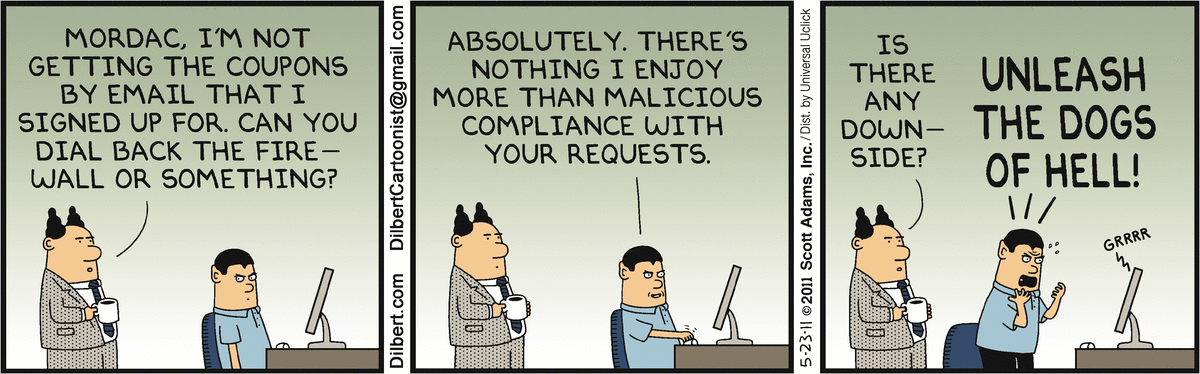 MORDAC, I'M NOT
GETTING THE COUPONS
BY EMAIL THAT I
SIGNED UP FOR. CAN YOU
DIAL BACK THE FIRE—
WALL OR SOMETHING?
Dilbert.com DilbertCartoonist@gmail.com
ABSOLUTELY. THERE'S
NOTHING I ENJOY
MORE THAN MALICIOUS
COMPLIANCE WITH
YOUR REQUESTS.
5-23-11 © 2011 Scott Adams, Inc. / Dist. by Universal Uclick
IS
THERE
ANY
DOWN—
SIDE?
UNLEASH
THE DOGS
OF HELL!
GRRRR